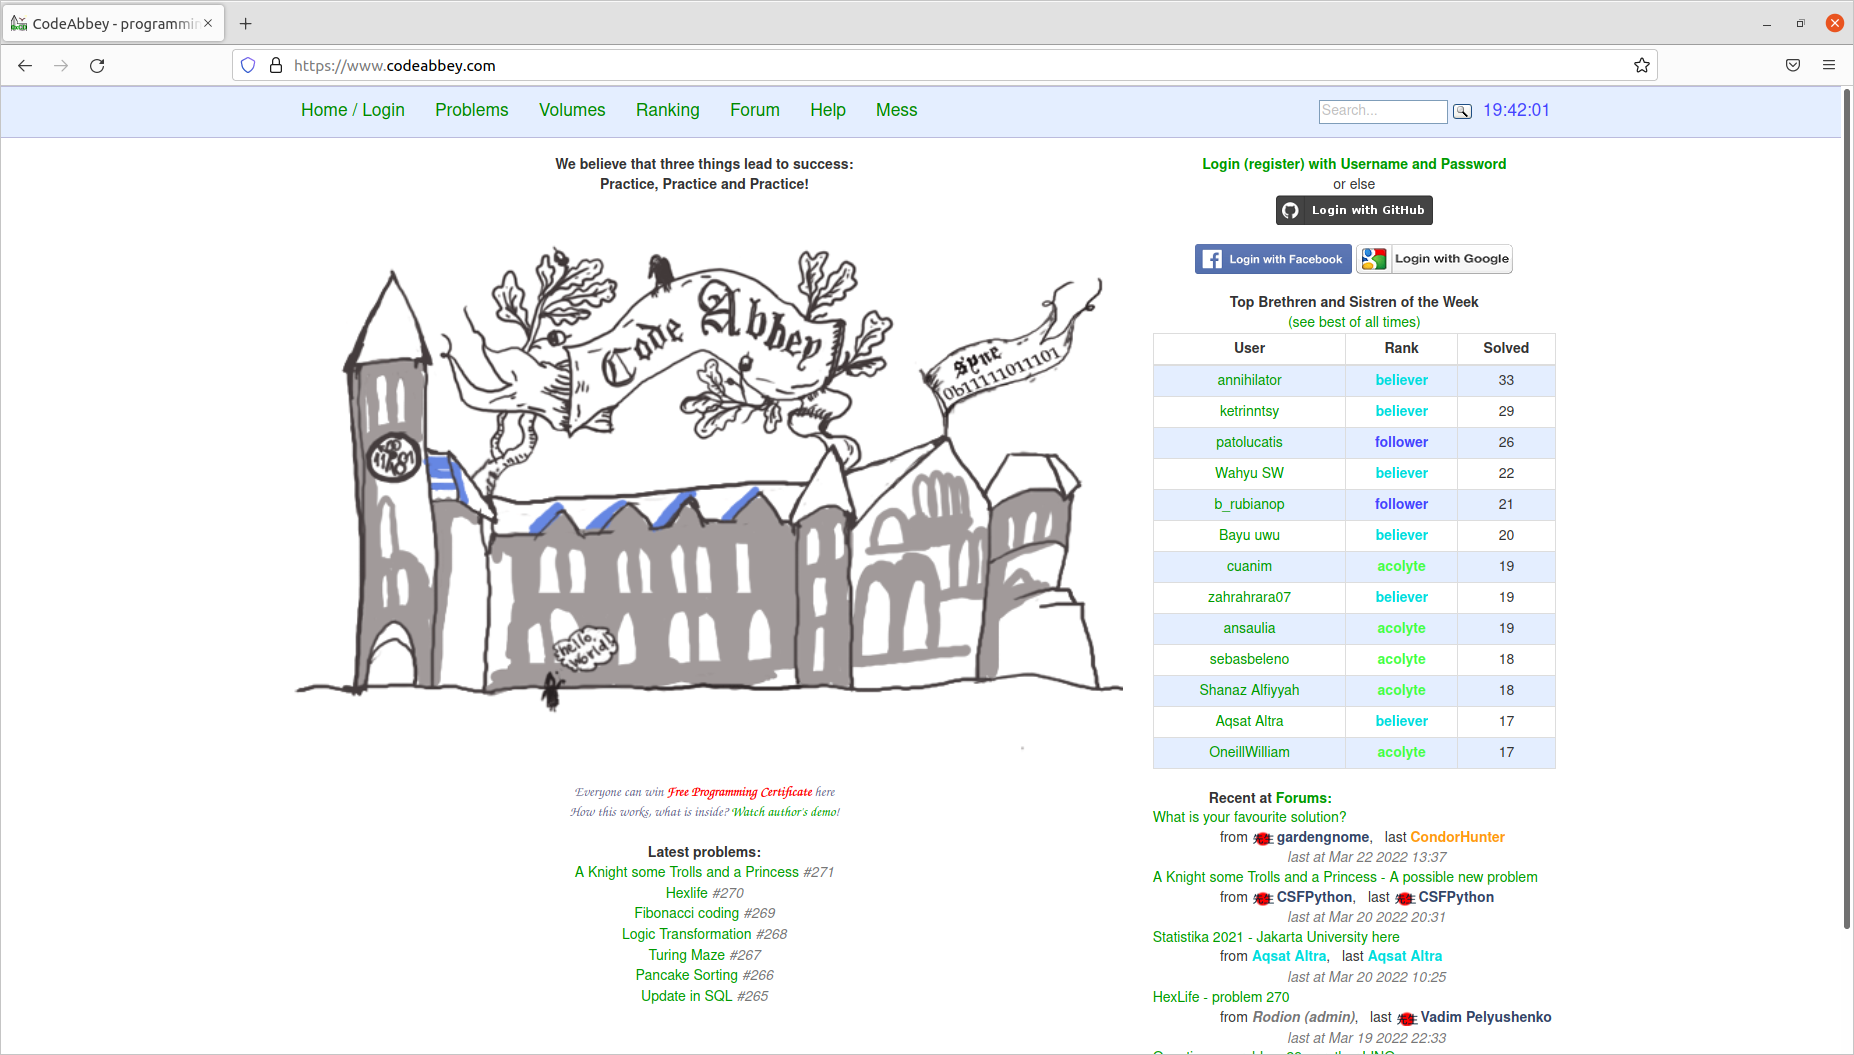 CodeAbbey - programmin
https://www.codeabbey.com
Home / Login Problems Volumes Ranking Forum Help Mess Search... 19:42:01
We believe that three things lead to success:
Practice, Practice and Practice!
Code Abbey
sync
0b11111011101
hello,
world!
Everyone can win Free Programming Certificate here
How this works, what is inside? Watch author's demo!
Latest problems:
A Knight some Trolls and a Princess #271
Hexlife #270
Fibonacci coding #269
Logic Transformation #268
Turing Maze #267
Pancake Sorting #266
Update in SQL #265
Login (register) with Username and Password
or else
Login with GitHub
Login with Facebook Login with Google
Top Brethren and Sistren of the Week
(see best of all times)
User Rank Solved
annihilator believer 33
ketrinntsy believer 29
patolucatis follower 26
Wahyu SW believer 22
b_rubianop follower 21
Bayu uwu believer 20
cuanim acolyte 19
zahrahrara07 believer 19
ansaulia acolyte 19
sebasbeleno acolyte 18
Shanaz Alfiyyah acolyte 18
Aqsat Altra believer 17
OneillWilliam acolyte 17
Recent at Forums:
What is your favourite solution?
from gardengnome, last CondorHunter
last at Mar 22 2022 13:37
A Knight some Trolls and a Princess - A possible new problem
from CSFPython, last CSFPython
last at Mar 20 2022 20:31
Statistika 2021 - Jakarta University here
from Aqsat Altra, last Aqsat Altra
last at Mar 20 2022 10:25
HexLife - problem 270
from Rodion (admin), last Vadim Pelyushenko
last at Mar 19 2022 22:33